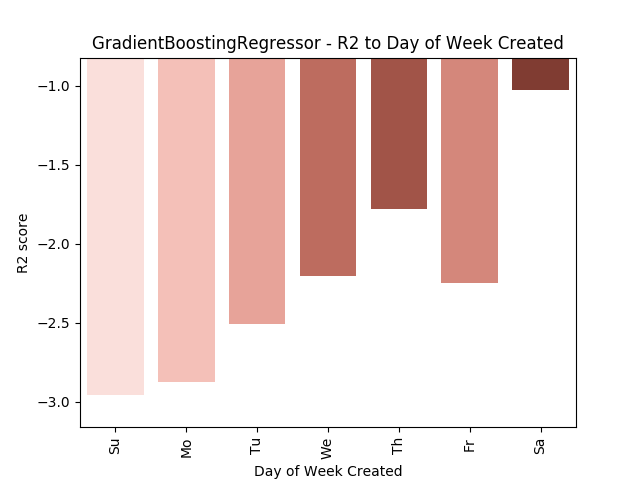 GradientBoostingRegressor - R2 to Day of Week Created
−1.0
−1.5
−2.0
−2.5
−3.0
R2 score
Su
Mo
Tu
We
Th
Fr
Sa
Day of Week Created